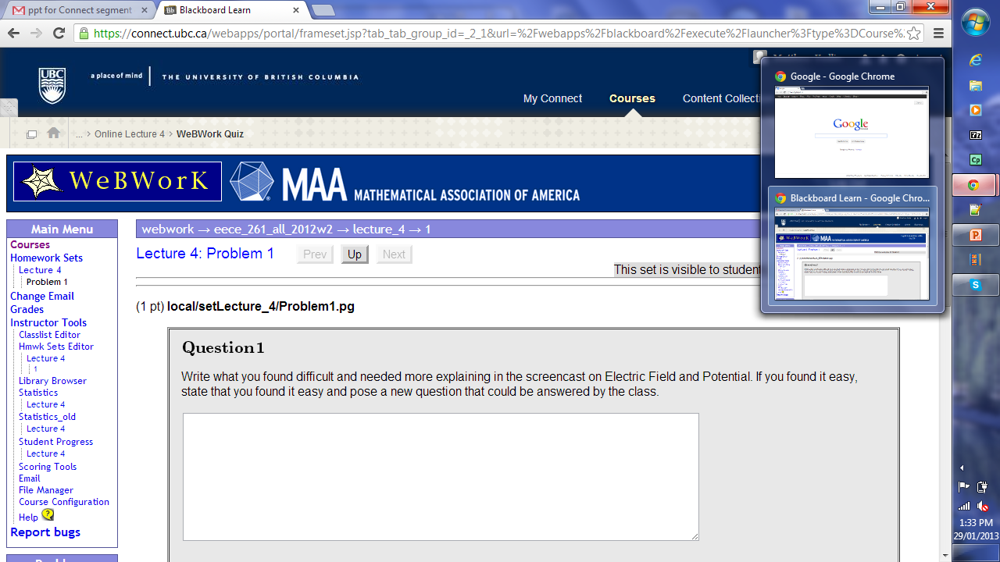 ppt for Connect segment
Blackboard Learn
https://connect.ubc.ca/webapps/portal/frameset.jsp?tab_tab_group_id=_2_1&url=%2Fwebapps%2Fblackboard%2Fexecute%2Flauncher%3Ftype%3DCourse%
UBC
a place of mind
THE UNIVERSITY OF BRITISH COLUMBIA
My Connect
Courses
Content Collecti
... > Online Lecture 4 > WeBWork Quiz
WeBWorK
MAA MATHEMATICAL ASSOCIATION OF AMERICA
Main Menu
Courses
Homework Sets
Lecture 4
Problem 1
Change Email
Grades
Instructor Tools
Classlist Editor
Hmwk Sets Editor
Lecture 4
1
Library Browser
Statistics
Lecture 4
Statistics_old
Lecture 4
Student Progress
Lecture 4
Scoring Tools
Email
File Manager
Course Configuration
Help ?
Report bugs
webwork → eece_261_all_2012w2 → lecture_4 → 1
Lecture 4: Problem 1
Prev
Up
Next
This set is visible to student
(1 pt) local/setLecture_4/Problem1.pg
Question 1
Write what you found difficult and needed more explaining in the screencast on Electric Field and Potential. If you found it easy,
state that you found it easy and pose a new question that could be answered by the class.
Google - Google Chrome
Google
Blackboard Learn - Google Chro...
7z
Cp
1:33 PM
29/01/2013